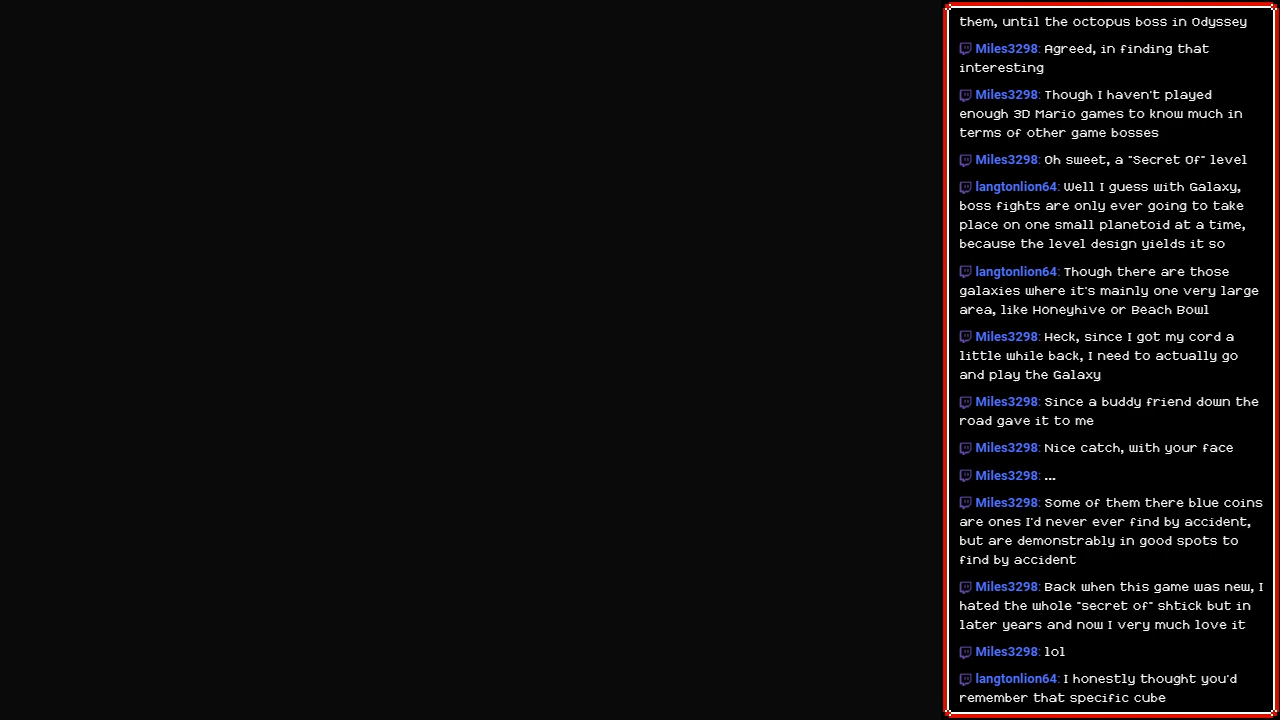 them, until the octopus boss in Odyssey
Miles3298: Agreed, in finding that
interesting
Miles3298: Though I haven't played
enough 3D Mario games to know much in
terms of other game bosses
Miles3298: Oh sweet, a "Secret Of" level
langtonlion64: Well I guess with Galaxy,
boss fights are only ever going to take
place on one small planetoid at a time,
because the level design yields it so
langtonlion64: Though there are those
galaxies where it's mainly one very large
area, like Honeyhive or Beach Bowl
Miles3298: Heck, since I got my cord a
little while back, I need to actually go
and play the Galaxy
Miles3298: Since a buddy friend down the
road gave it to me
Miles3298: Nice catch, with your face
Miles3298: ...
Miles3298: Some of them there blue coins
are ones I'd never ever find by accident,
but are demonstrably in good spots to
find by accident
Miles3298: Back when this game was new, I
hated the whole "secret of" shtick but in
later years and now I very much love it
Miles3298: lol
langtonlion64: I honestly thought you'd
remember that specific cube